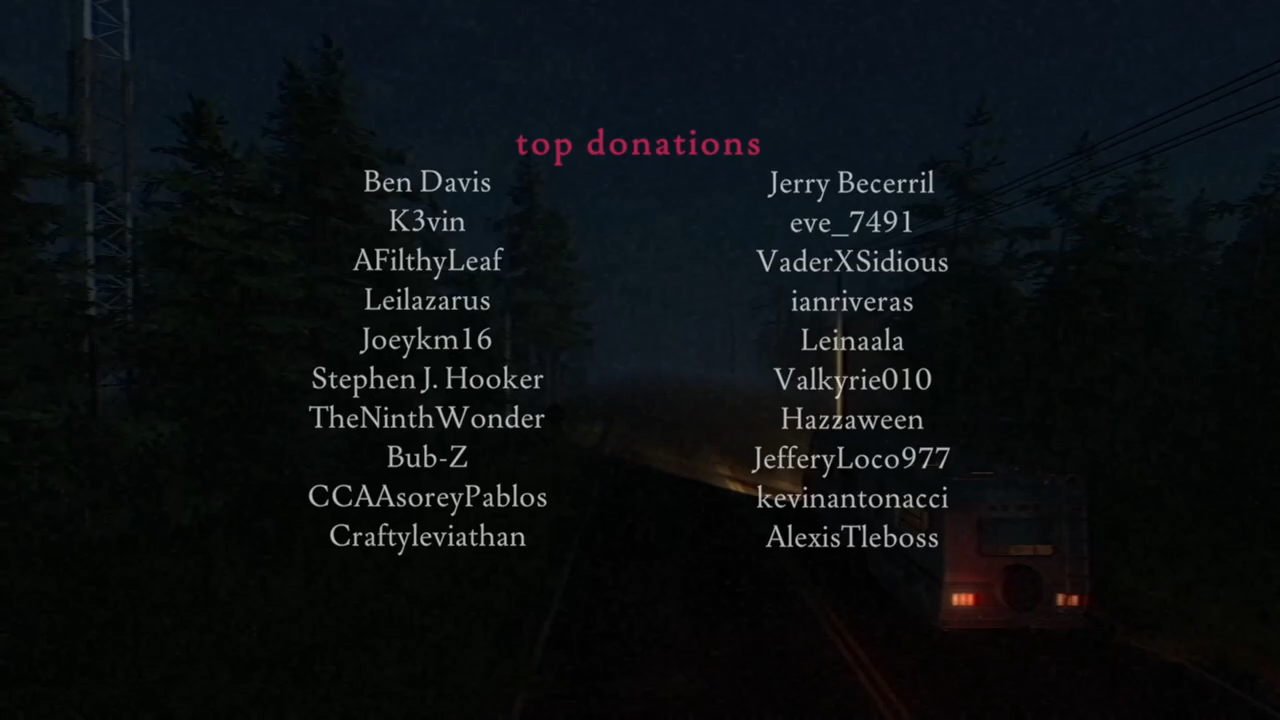 top donations
Ben Davis
K3vin
AFilthyLeaf
Leilazarus
Joeykm16
Stephen J. Hooker
TheNinthWonder
Bub-Z
CCAAsoreyPablos
Craftyleviathan
Jerry Becerril
eve_7491
VaderXSidious
ianriveras
Leinaala
Valkyrie010
Hazzaween
JefferyLoco977
kevinantonacci
AlexisTleboss